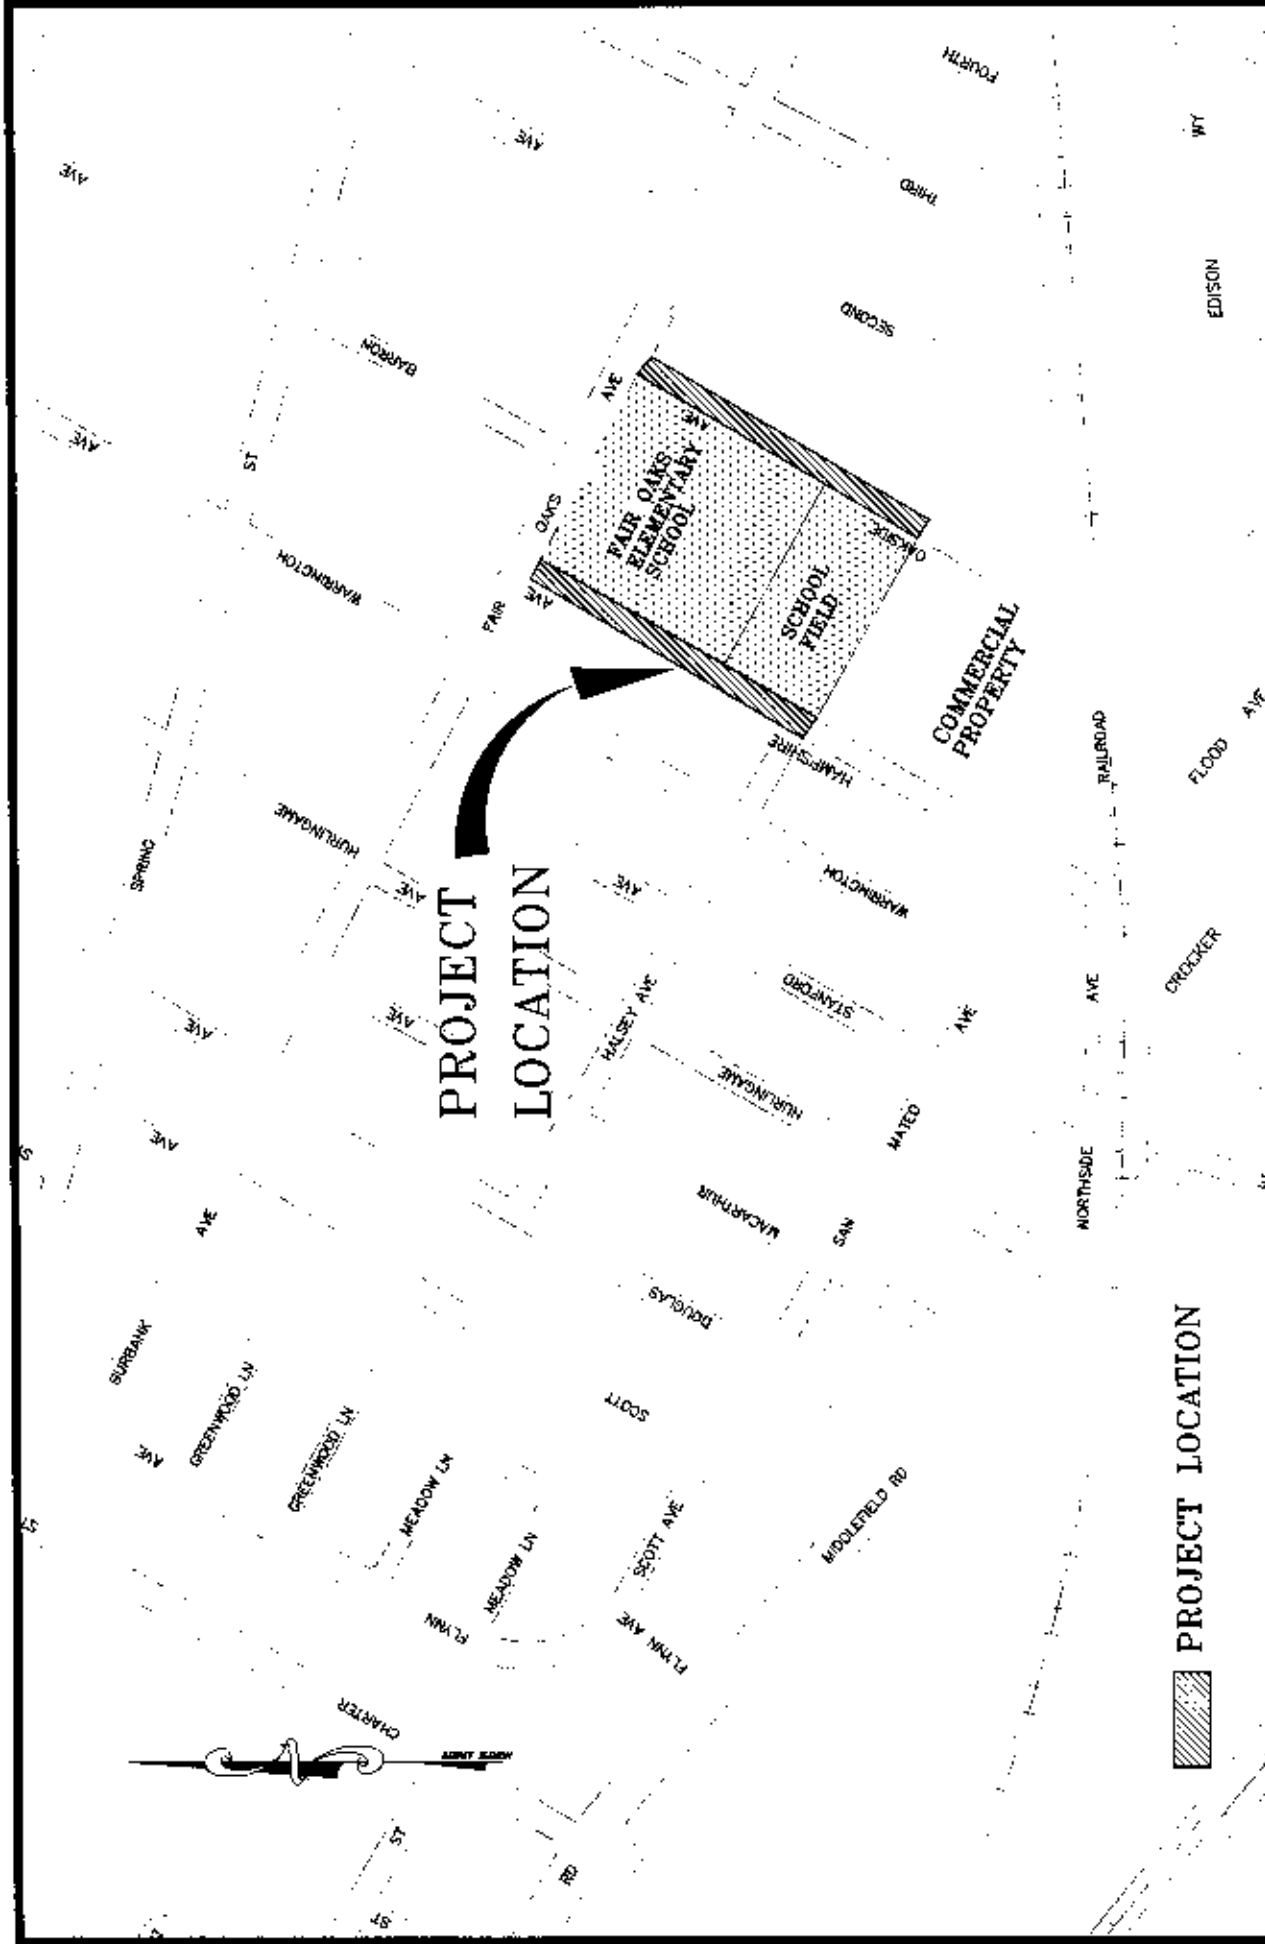 FOURTH
AVE
WY
AVE
THIRD
EDISON
SECOND
BARRON
AVE
AVE
AVE
ST
FAIR OAKS
ELEMENTARY
SCHOOL
OAKS
OAKSIDE
WARRINGTON
AVE
FAIR
SCHOOL
FIELD
COMMERCIAL
PROPERTY
AVE
RAILROAD
FLOOD
HAMPSHIRE
HURLINGAME
SPRING
AVE
AVE
WARRINGTON
PROJECT
LOCATION
CROCKER
AVE
STANFORD
HALSEY AVE
AVE
AVE
AVE
HURLINGAME
MATEO
AVE
NORTHSIDE
MACARTHUR
SAN
AVE
DOUGLAS
BURBANK
SCOTT
GREENWOOD LN
AVE
GREENWOOD LN
MEADOW LN
MIDDLEFIELD RD
SCOTT AVE
MEADOW LN
FLYNN
FLYNN AVE
CHARTER
ST
RD
ST
PROJECT LOCATION